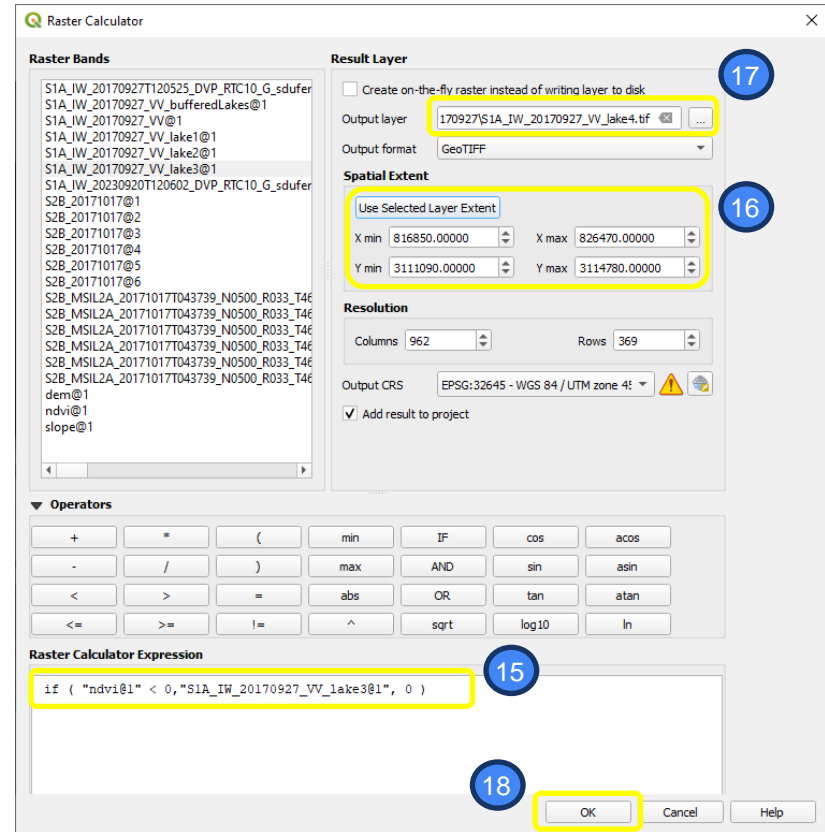 Raster Calculator
Raster Bands
S1A_IW_20170927T120525_DVP_RTC10_G_sdufer
S1A_IW_20170927_VV_bufferedLakes@1
S1A_IW_20170927_VV@1
S1A_IW_20170927_VV_lake1@1
S1A_IW_20170927_VV_lake2@1
S1A_IW_20170927_VV_lake3@1
S1A_IW_20230920T120602_DVP_RTC10_G_sdufer
S2B_20171017@1
S2B_20171017@2
S2B_20171017@3
S2B_20171017@4
S2B_20171017@5
S2B_20171017@6
S2B_MSIL2A_20171017T043739_N0500_R033_T46
S2B_MSIL2A_20171017T043739_N0500_R033_T46
S2B_MSIL2A_20171017T043739_N0500_R033_T46
S2B_MSIL2A_20171017T043739_N0500_R033_T46
S2B_MSIL2A_20171017T043739_N0500_R033_T46
S2B_MSIL2A_20171017T043739_N0500_R033_T46
dem@1
ndvi@1
slope@1
Result Layer
17
Create on-the-fly raster instead of writing layer to disk
Output layer 170927\S1A_IW_20170927_VV_lake4.tif ...
Output format GeoTIFF
Spatial Extent
16
Use Selected Layer Extent
X min 816850.00000 X max 826470.00000
Y min 3111090.00000 Y max 3114780.00000
Resolution
Columns 962 Rows 369
Output CRS EPSG:32645 - WGS 84 / UTM zone 45
Add result to project
Operators
+ * ( min IF cos acos
- / ) max AND sin asin
< > = abs OR tan atan
<= >= != ^ sqrt log10 ln
Raster Calculator Expression
15
if ( "ndvi@1" < 0,"S1A_IW_20170927_VV_lake3@1", 0 )
18
OK Cancel Help